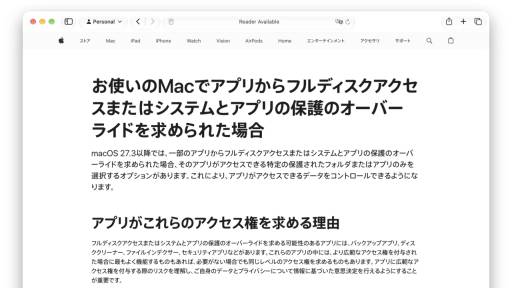 Personal
Reader Available
ストア Mac iPad iPhone Watch Vision AirPods Home エンターテインメント アクセサリ サポート
お使いのMacでアプリからフルディスクアクセ
スまたはシステムとアプリの保護のオーバー
ライドを求められた場合
macOS 27.3以降では、一部のアプリからフルディスクアクセスまたはシステムとアプリの保護のオーバ
ーライドを求められた場合、そのアプリがアクセスできる特定の保護されたフォルダまたはアプリのみを
選択するオプションがあります。これにより、アプリがアクセスできるデータをコントロールできるようにな
ります。
アプリがこれらのアクセス権を求める理由
フルディスクアクセスまたはシステムとアプリの保護のオーバーライドを求める可能性のあるアプリには、バックアップアプリ、ディス
ククリーナー、ファイルインデクサー、セキュリティアプリなどがあります。これらのアプリの中には、より広範なアクセス権を付与され
た場合に最もよく機能するものもあれば、必要がない場合でも同じレベルのアクセス権を求めるものもあります。アプリに広範なア
クセス権を付与する際のリスクを理解し、ご自身のデータとプライバシーについて情報に基づいた意思決定を行えるようにすること
が重要です。